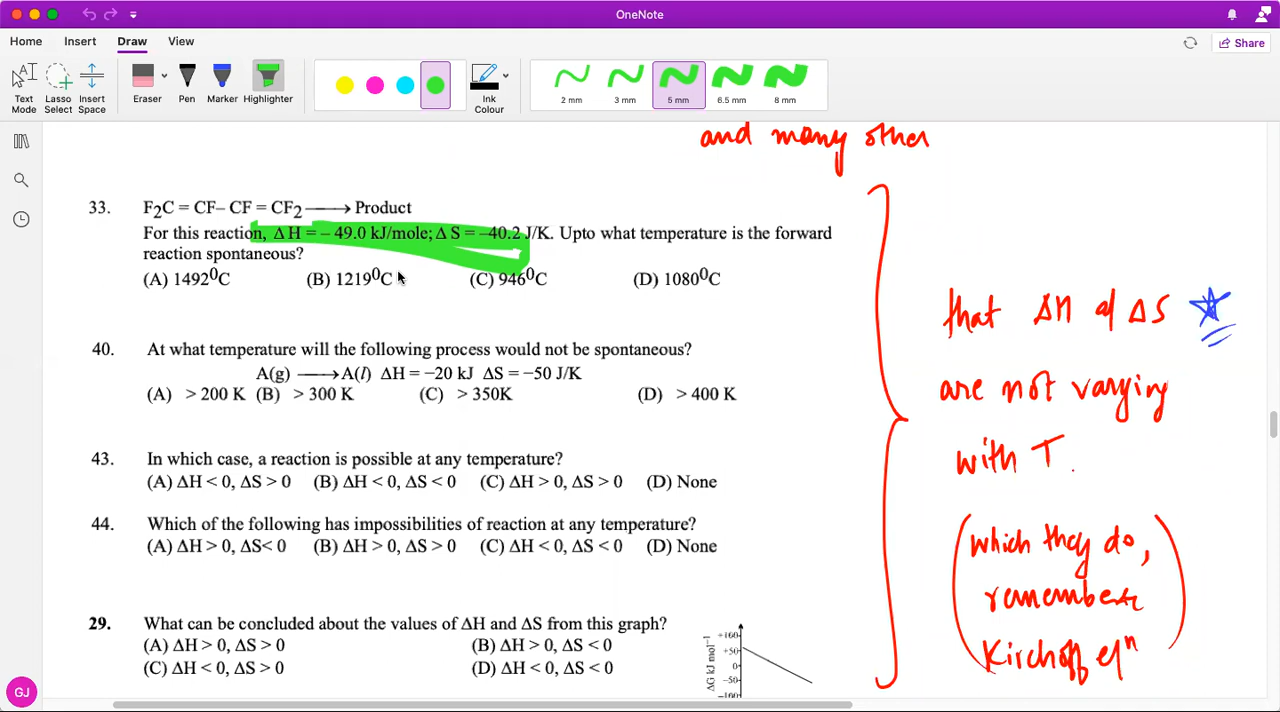 OneNote
Home Insert Draw View
Share
Text Mode
Lasso Select
Insert Space
Eraser
Pen
Marker
Highlighter
Ink Colour
2 mm
3 mm
5 mm
6.5 mm
8 mm
and many other
33. F₂C = CF– CF = CF₂ ⟶ Product
For this reaction, Δ H = – 49.0 kJ/mole; Δ S = –40.2 J/K. Upto what temperature is the forward
reaction spontaneous?
(A) 1492⁰C (B) 1219⁰C (C) 946⁰C (D) 1080⁰C
40. At what temperature will the following process would not be spontaneous?
A(g) ⟶ A(l) ΔH = −20 kJ ΔS = −50 J/K
(A) > 200 K (B) > 300 K (C) > 350K (D) > 400 K
43. In which case, a reaction is possible at any temperature?
(A) ΔH < 0, ΔS > 0 (B) ΔH < 0, ΔS < 0 (C) ΔH > 0, ΔS > 0 (D) None
44. Which of the following has impossibilities of reaction at any temperature?
(A) ΔH > 0, ΔS< 0 (B) ΔH > 0, ΔS > 0 (C) ΔH < 0, ΔS < 0 (D) None
29. What can be concluded about the values of ΔH and ΔS from this graph?
(A) ΔH > 0, ΔS > 0 (B) ΔH > 0, ΔS < 0
(C) ΔH < 0, ΔS > 0 (D) ΔH < 0, ΔS < 0
ΔG kJ mol⁻¹
+160
+50
0
−50
−100
that ΔH & ΔS
are not varying
with T.
(which they do,
remember
Kirchoff eqⁿ)
GJ